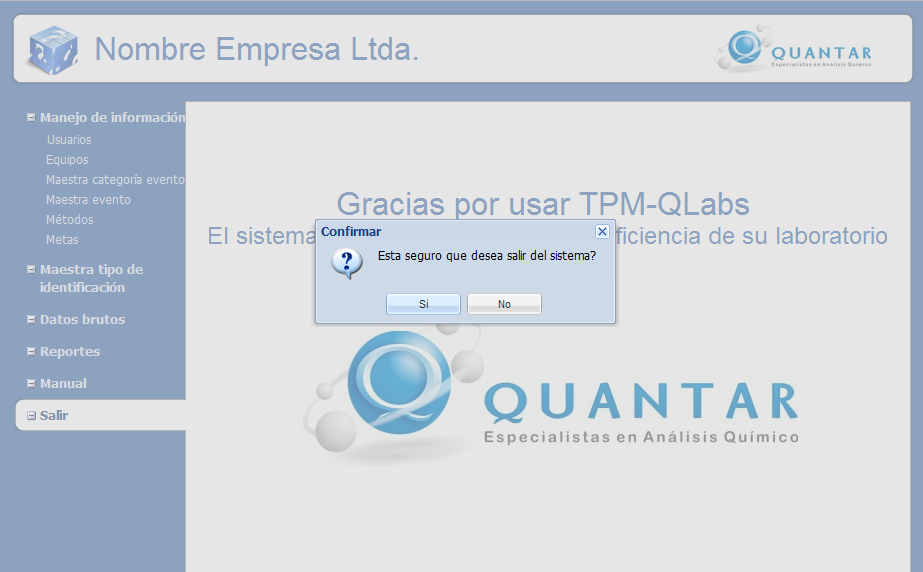 Nombre Empresa Ltda.
QUANTAR
Especialistas en Análisis Químico
Manejo de información
Usuarios
Equipos
Maestra categoría evento
Maestra evento
Métodos
Metas
Maestra tipo de
identificación
Datos brutos
Reportes
Manual
Salir
Gracias por usar TPM-QLabs
El sistema ficiencia de su laboratorio
Confirmar
Esta seguro que desea salir del sistema?
Si
No
QUANTAR
Especialistas en Análisis Químico